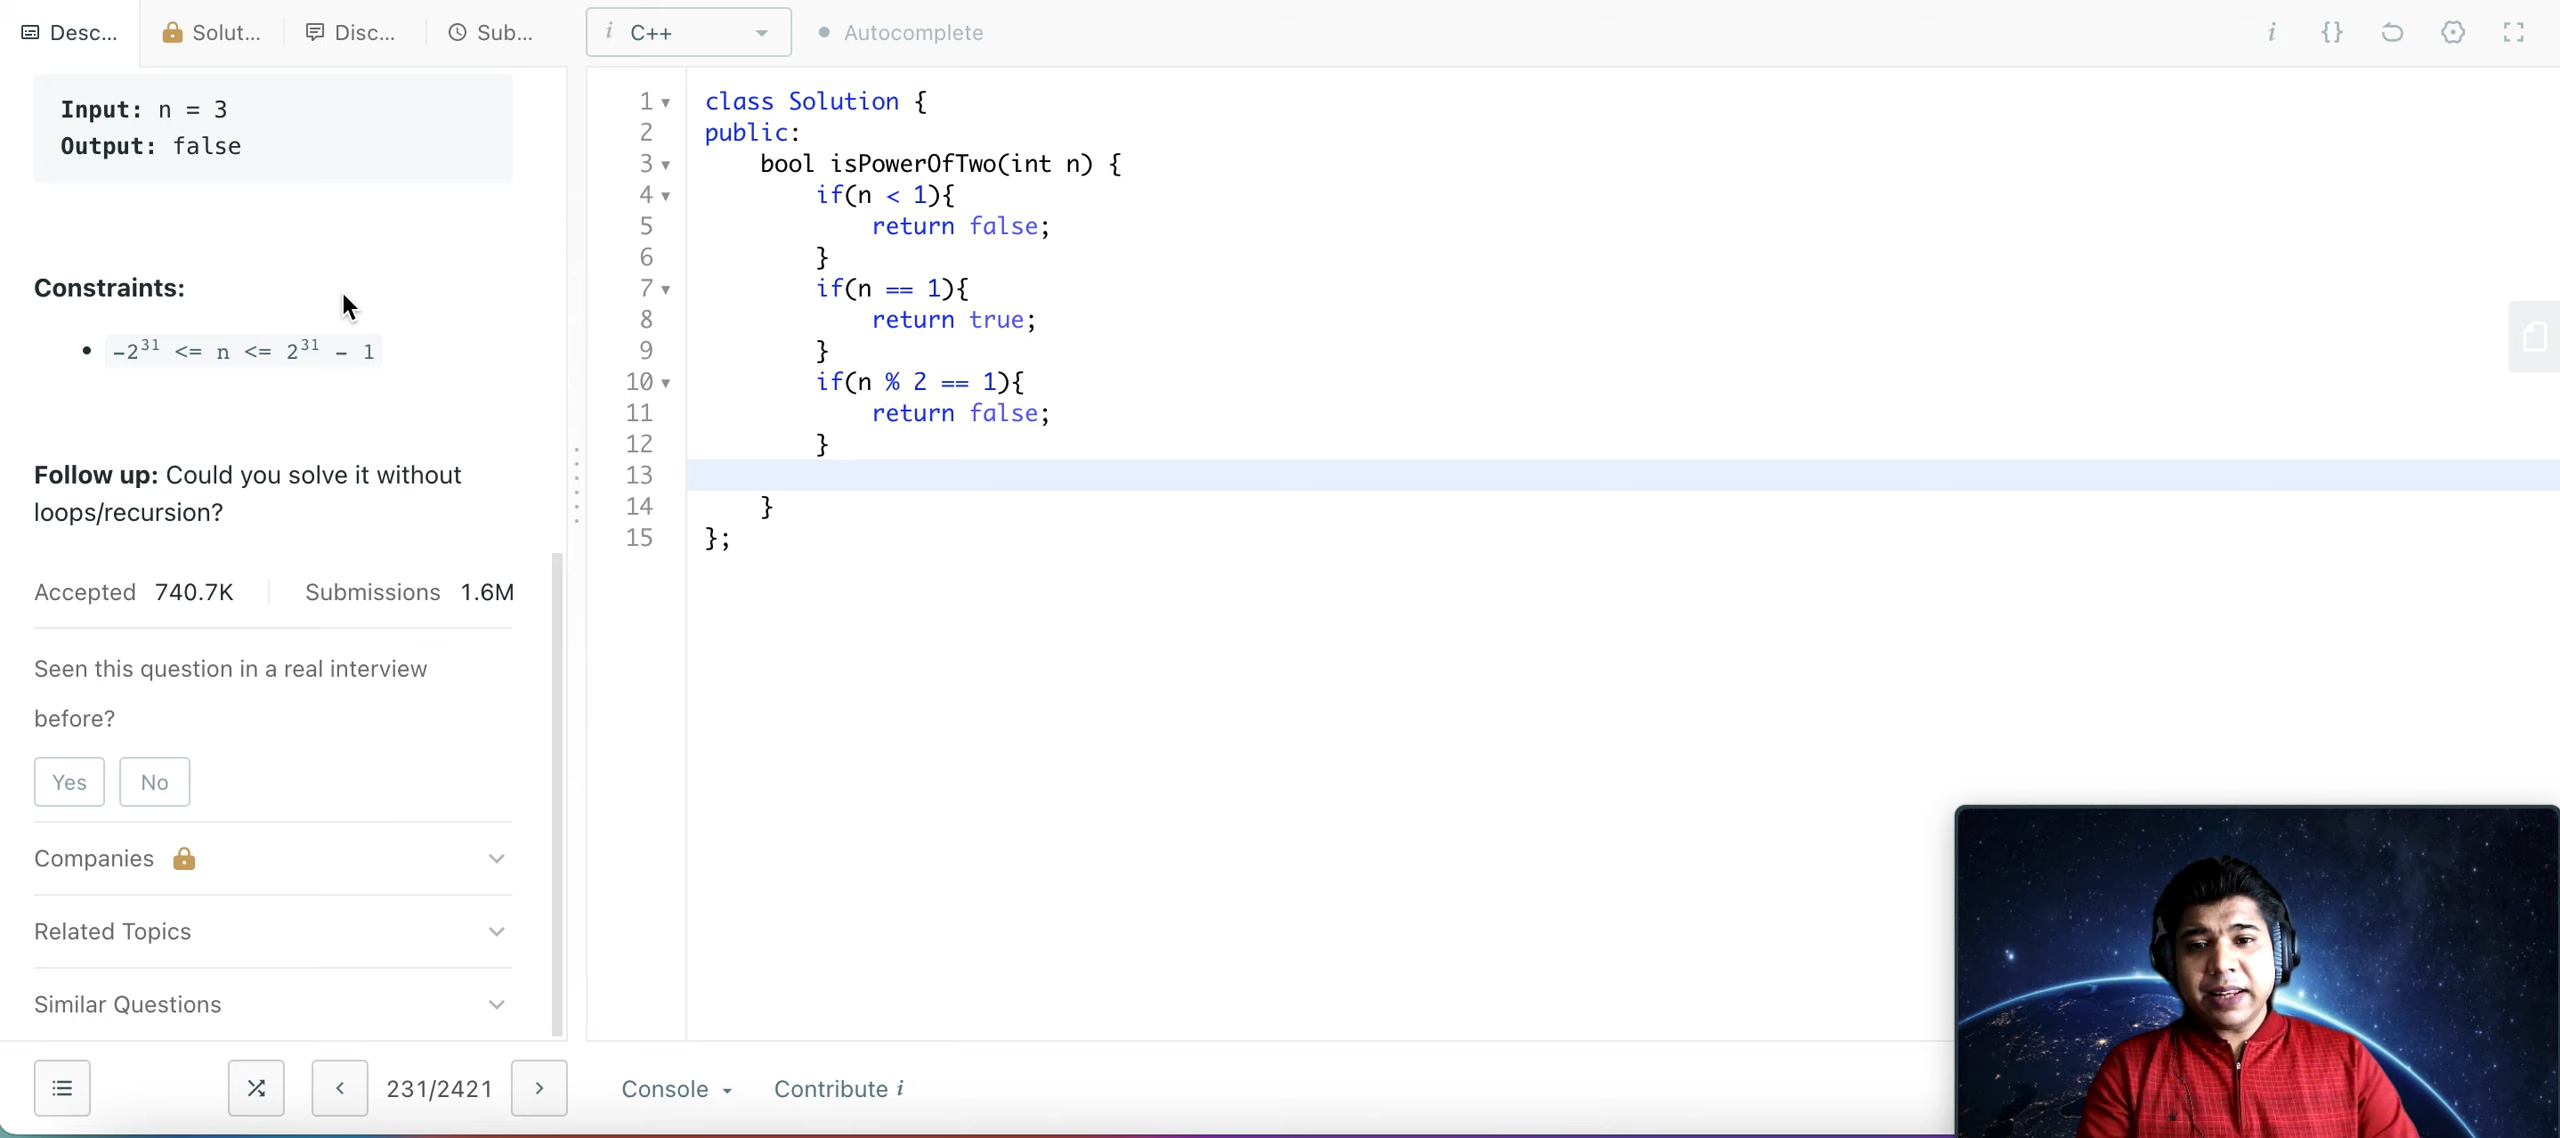 Desc...
Solut...
Disc...
Sub...
i C++
Autocomplete
i {}
Input: n = 3
Output: false
Constraints:
• -2^31 <= n <= 2^31 - 1
Follow up: Could you solve it without
loops/recursion?
Accepted 740.7K
Submissions 1.6M
Seen this question in a real interview
before?
Yes
No
Companies
Related Topics
Similar Questions
231/2421
1 class Solution {
2 public:
3 bool isPowerOfTwo(int n) {
4 if(n < 1){
5 return false;
6 }
7 if(n == 1){
8 return true;
9 }
10 if(n % 2 == 1){
11 return false;
12 }
13
14 }
15 };
Console
Contribute i